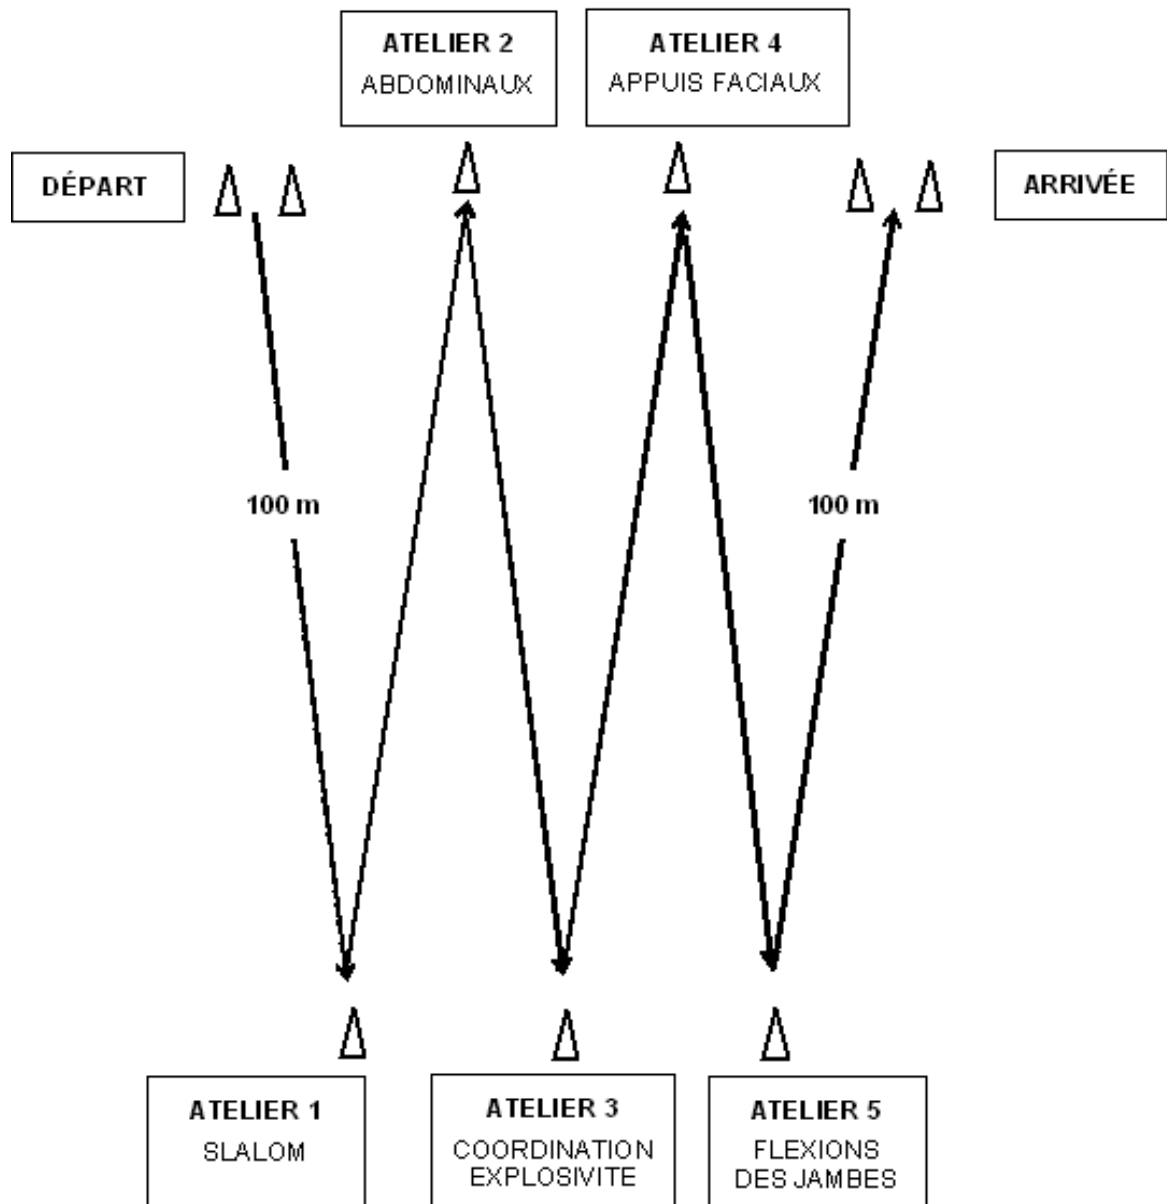 ATELIER 2
ABDOMINAUX
ATELIER 4
APPUIS FACIAUX
DÉPART
ARRIVÉE
100 m
100 m
ATELIER 1
SLALOM
ATELIER 3
COORDINATION
EXPLOSIVITE
ATELIER 5
FLEXIONS
DES JAMBES